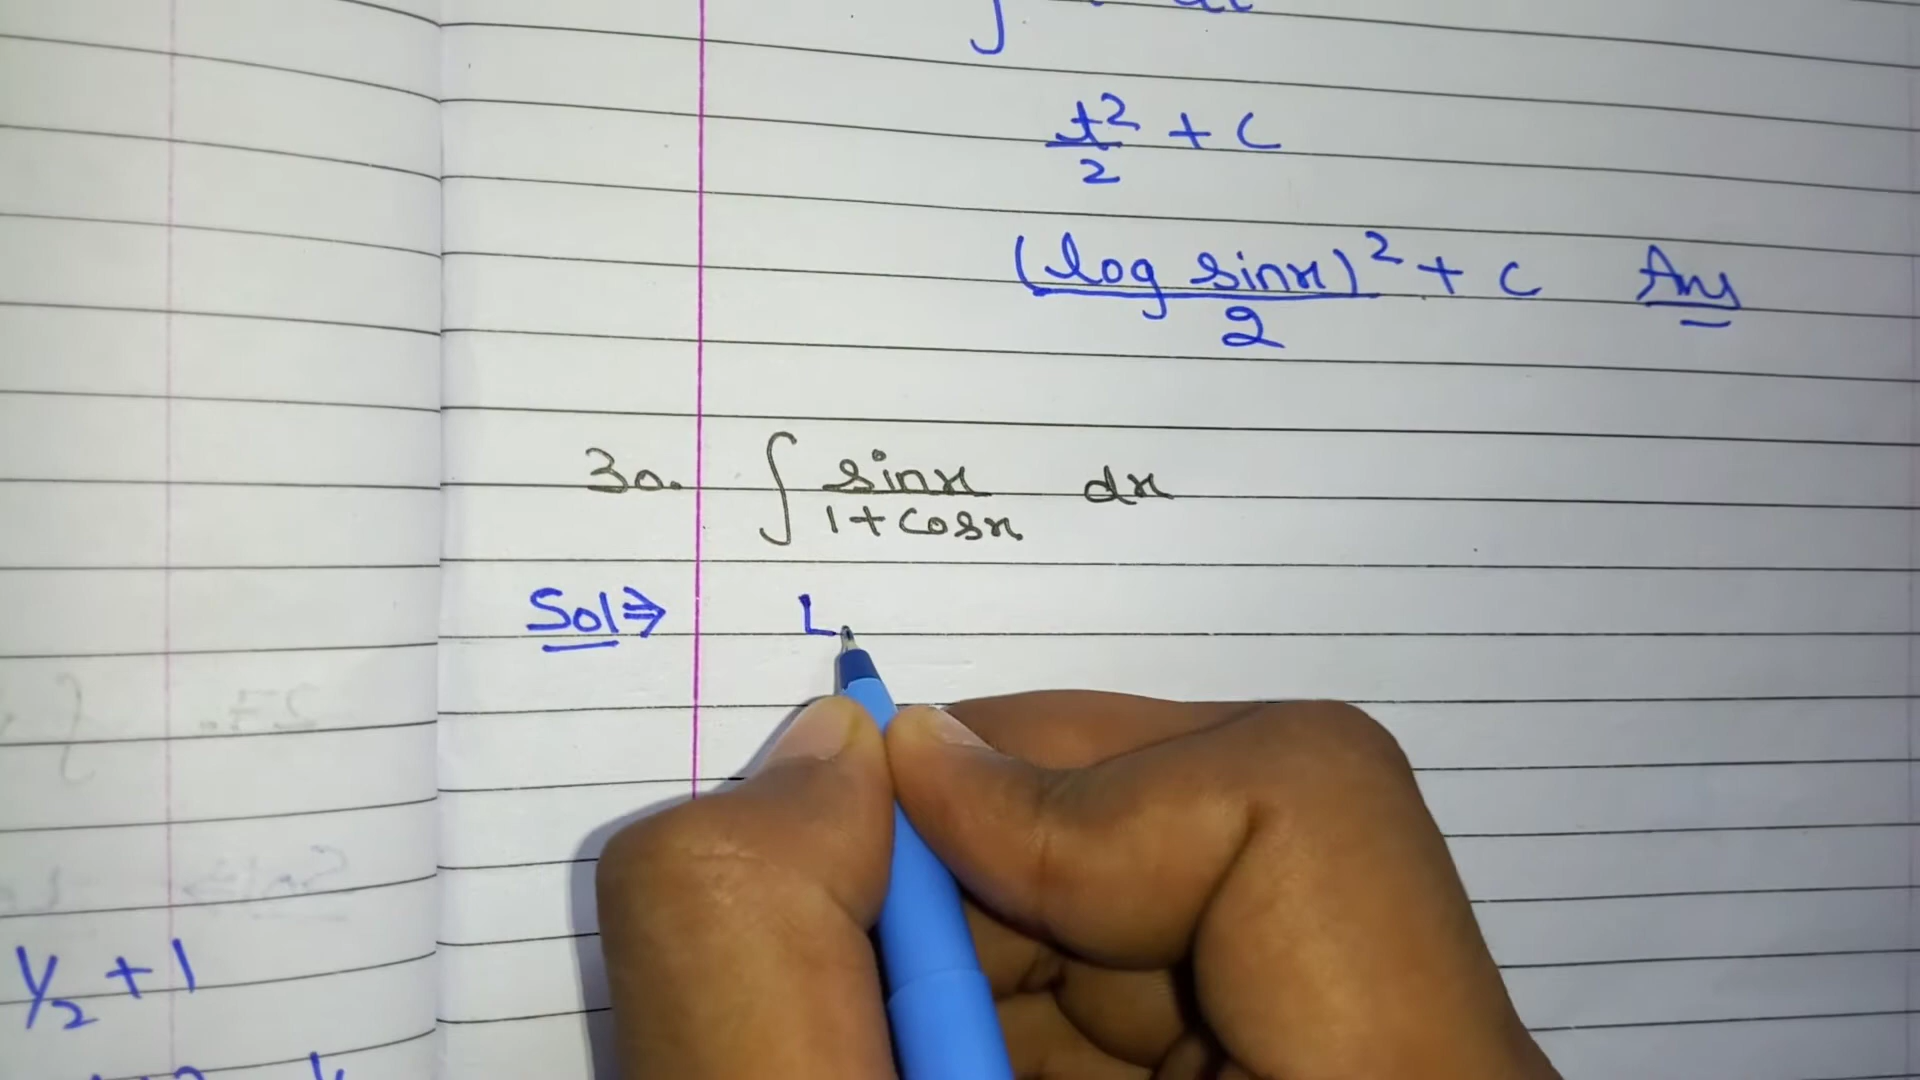 t²/2 + c
(log sinx)²/2 + c Ans
30. ∫ sinx/1+cosx dx
Sol⇒ L
1/2 + 1